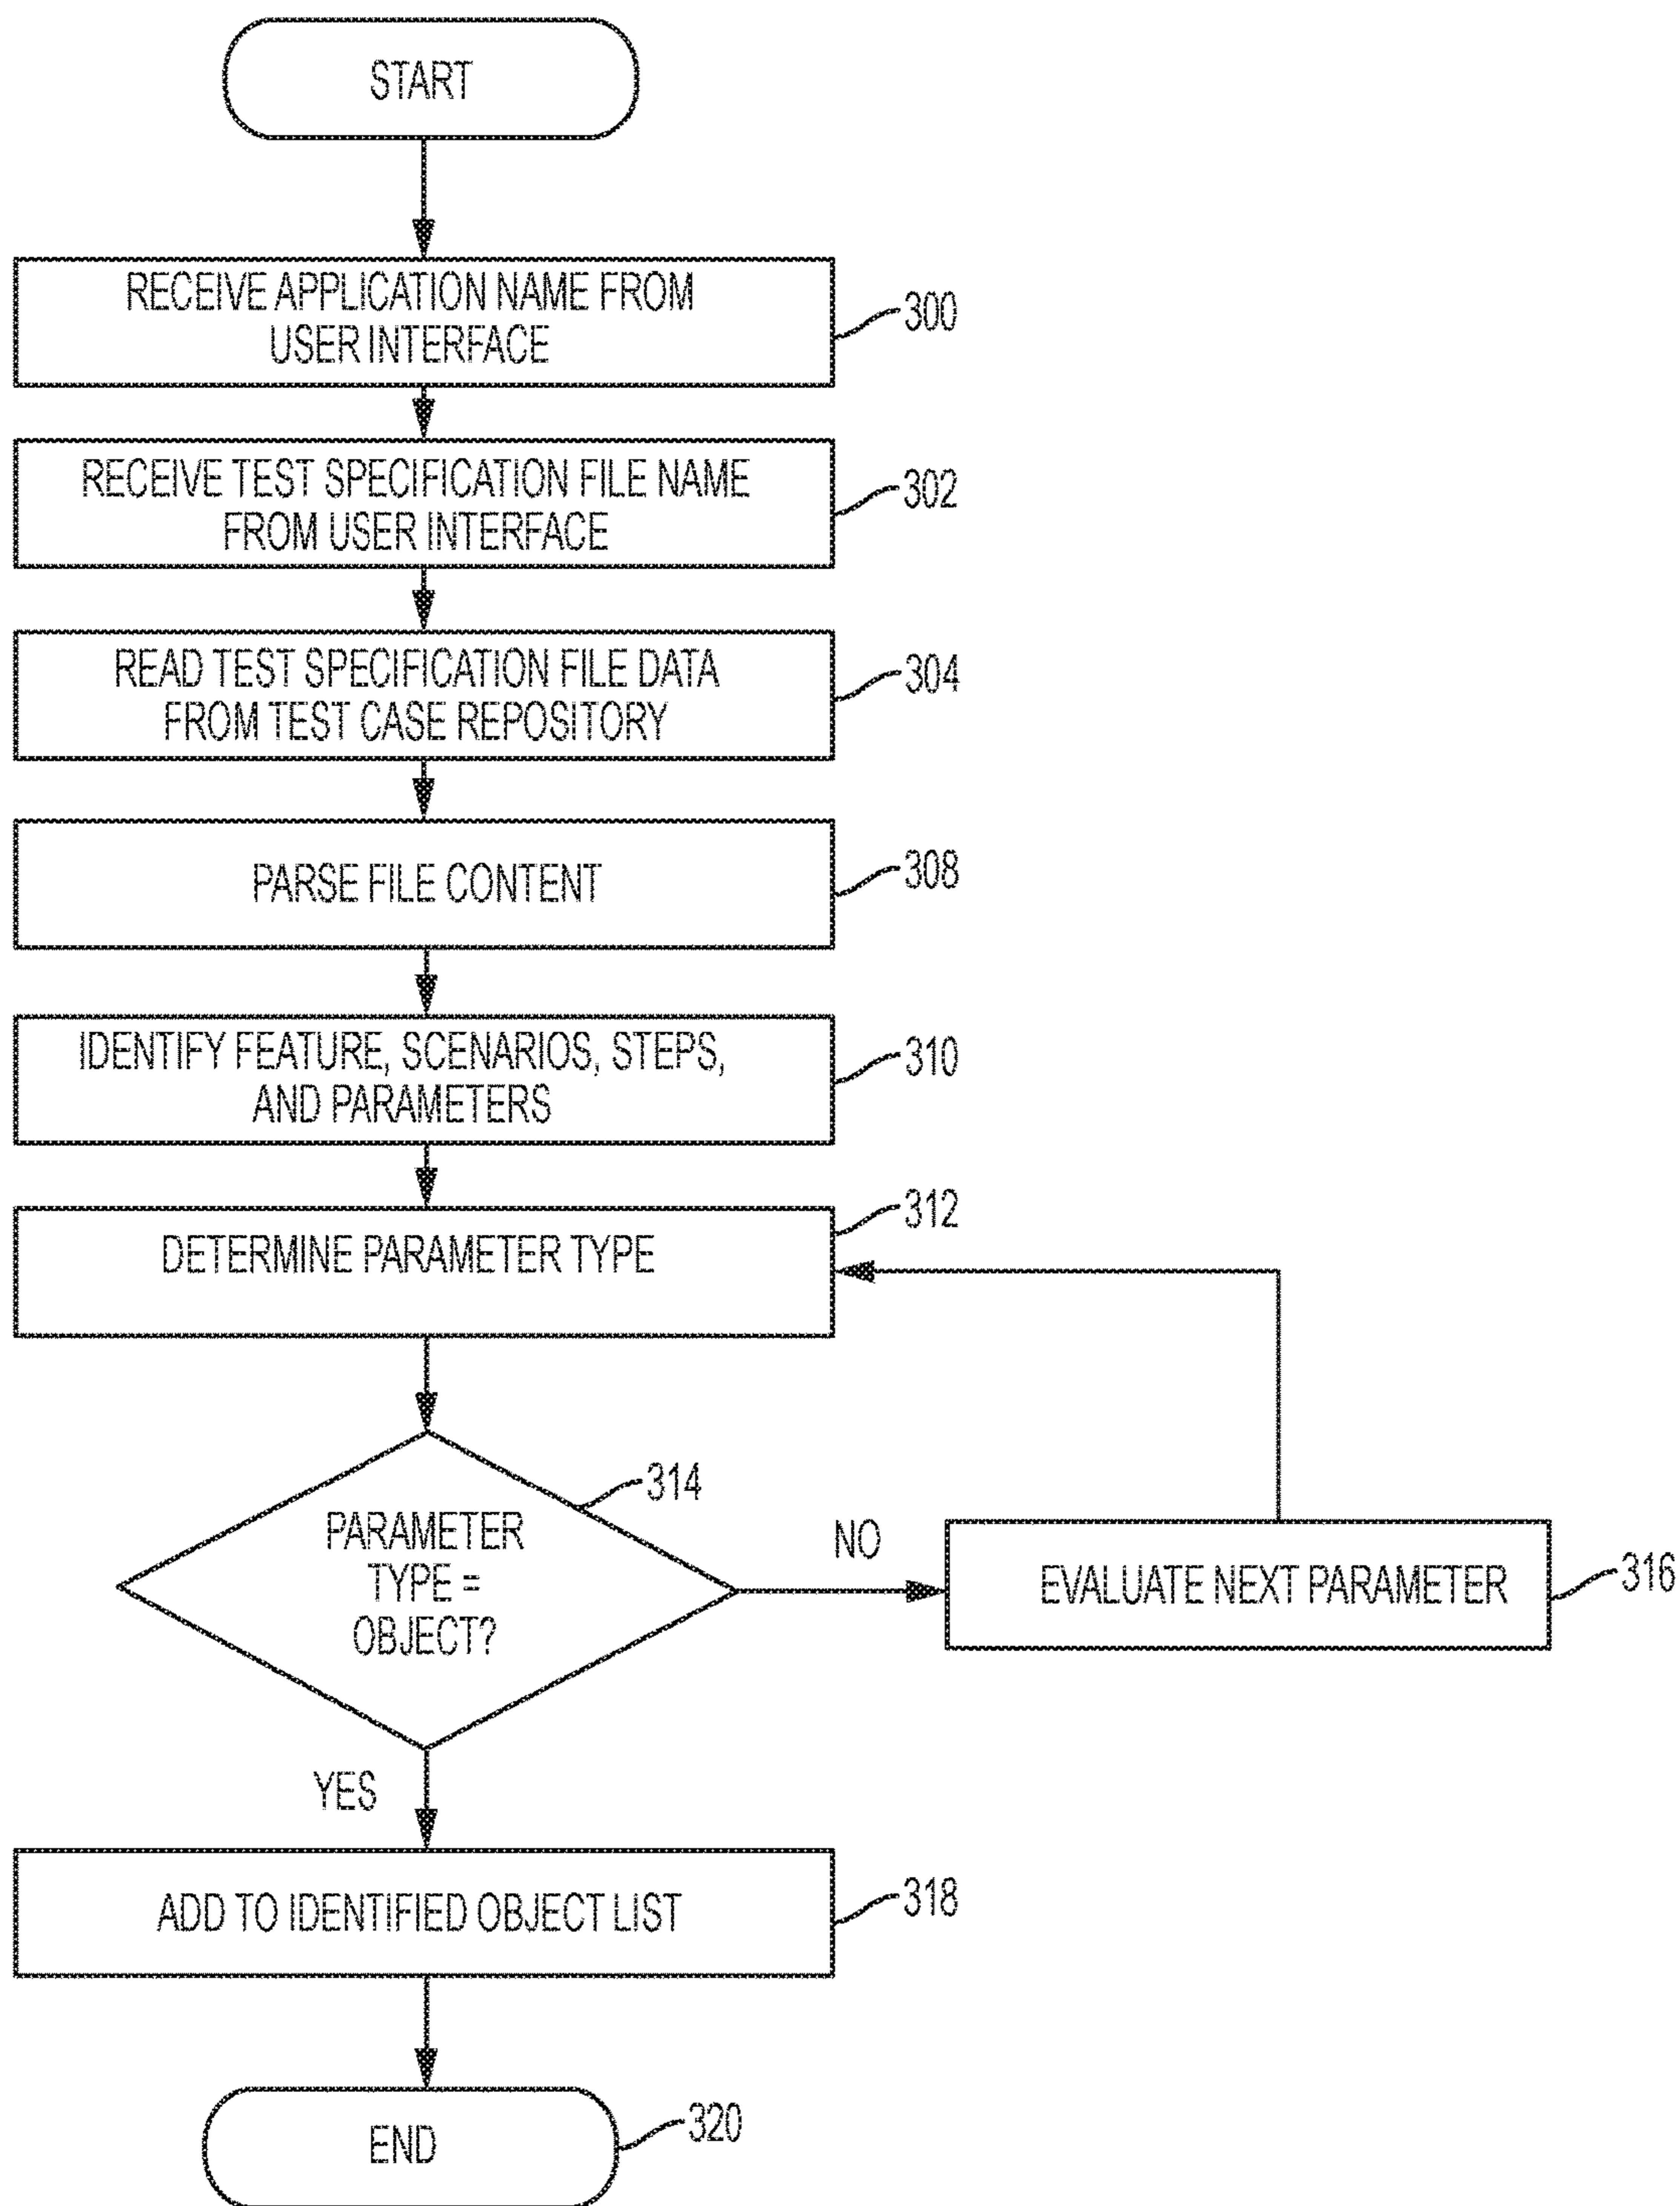 START
RECEIVE APPLICATION NAME FROM
USER INTERFACE
300
RECEIVE TEST SPECIFICATION FILE NAME
FROM USER INTERFACE
302
READ TEST SPECIFICATION FILE DATA
FROM TEST CASE REPOSITORY
304
PARSE FILE CONTENT
308
IDENTIFY FEATURE, SCENARIOS, STEPS,
AND PARAMETERS
310
DETERMINE PARAMETER TYPE
312
PARAMETER
TYPE =
OBJECT?
314
NO
EVALUATE NEXT PARAMETER
316
YES
ADD TO IDENTIFIED OBJECT LIST
318
END
320